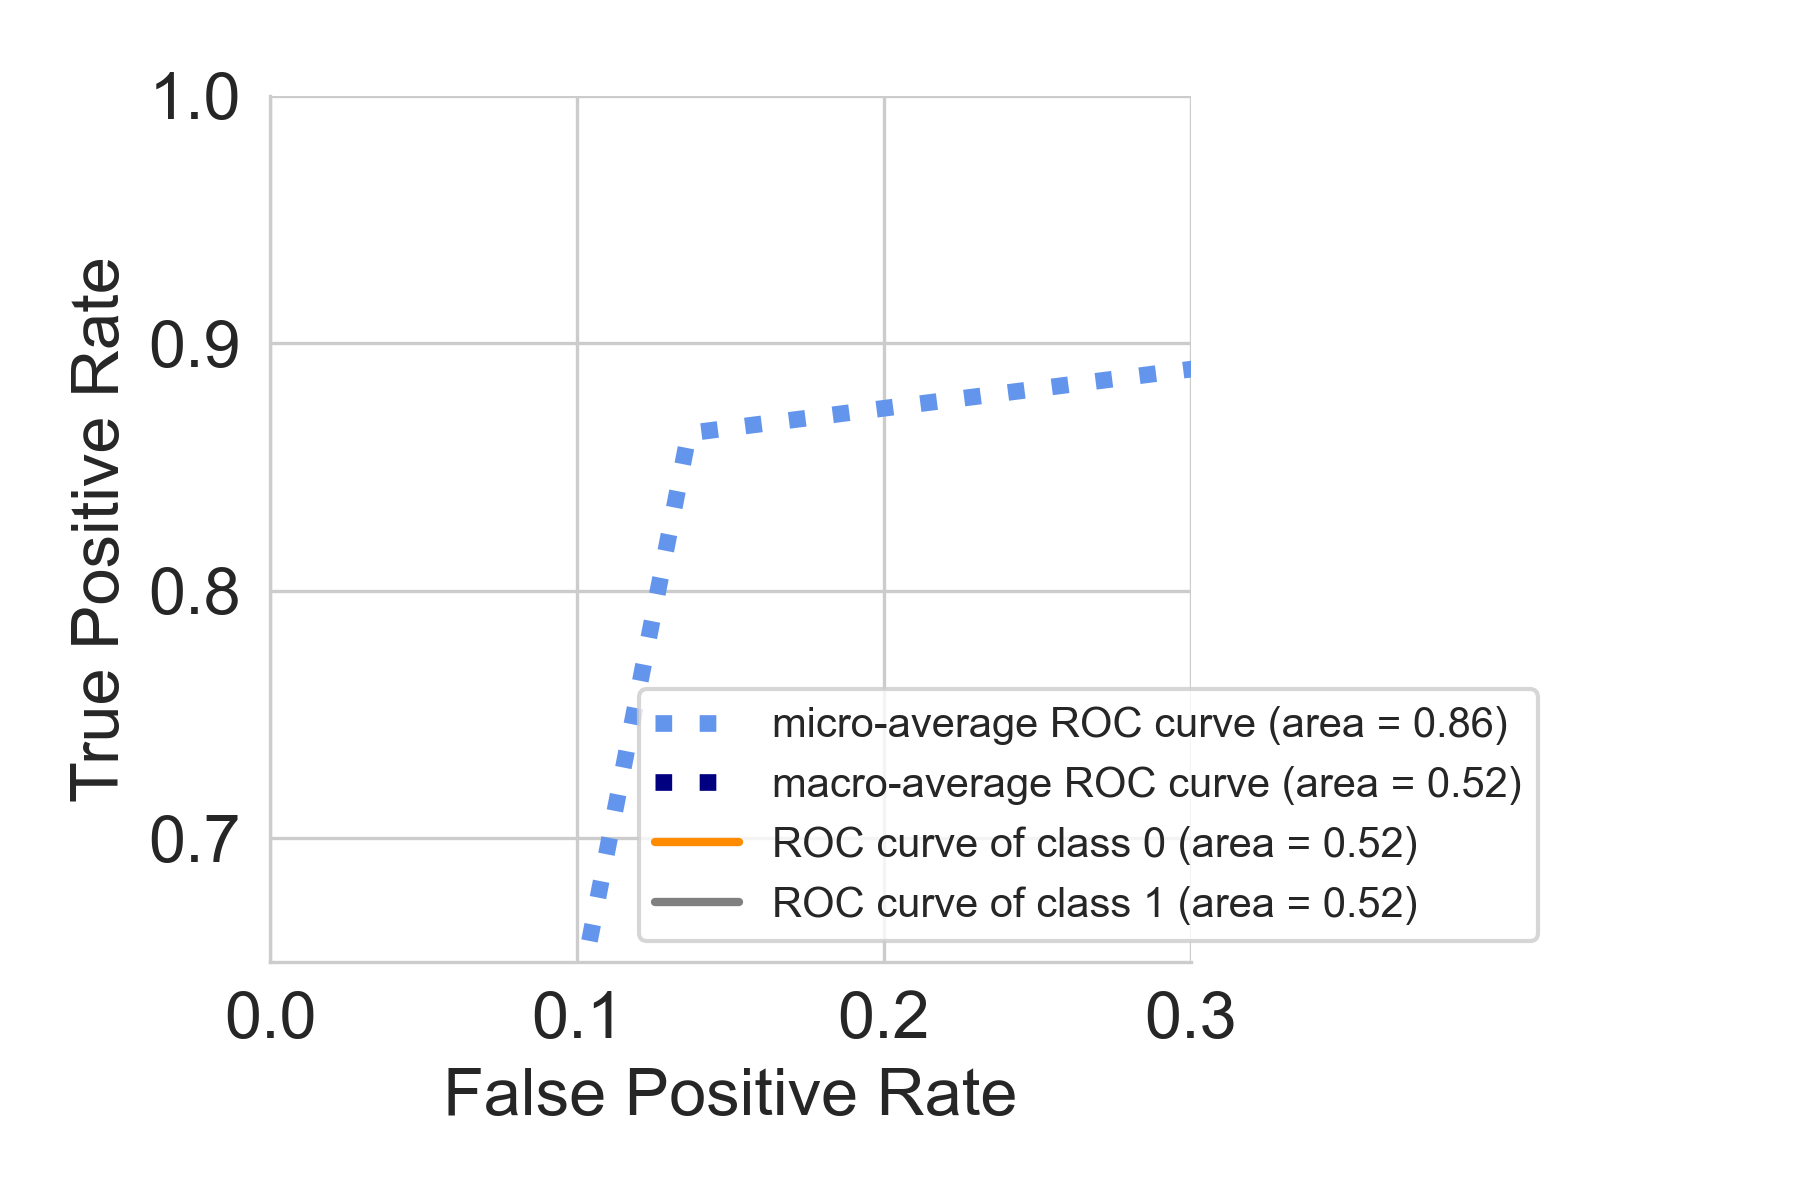 1.0
0.9
0.8
0.7
True Positive Rate
micro-average ROC curve (area = 0.86)
macro-average ROC curve (area = 0.52)
ROC curve of class 0 (area = 0.52)
ROC curve of class 1 (area = 0.52)
0.0 0.1 0.2 0.3
False Positive Rate